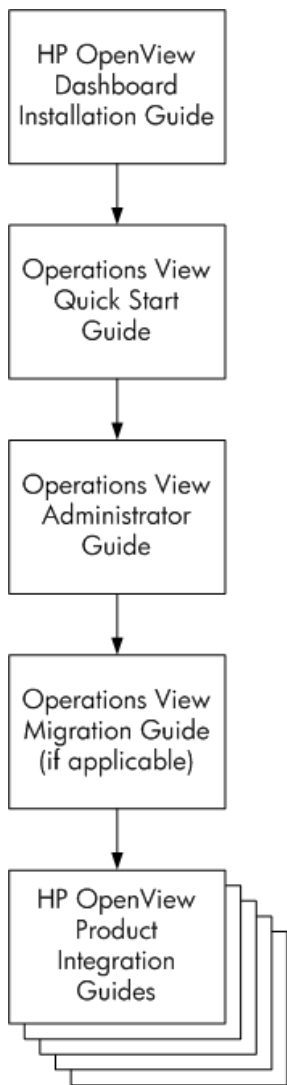 HP OpenView
Dashboard
Installation Guide
Operations View
Quick Start
Guide
Operations View
Administrator
Guide
Operations View
Migration Guide
(if applicable)
HP OpenView
Product
Integration
Guides